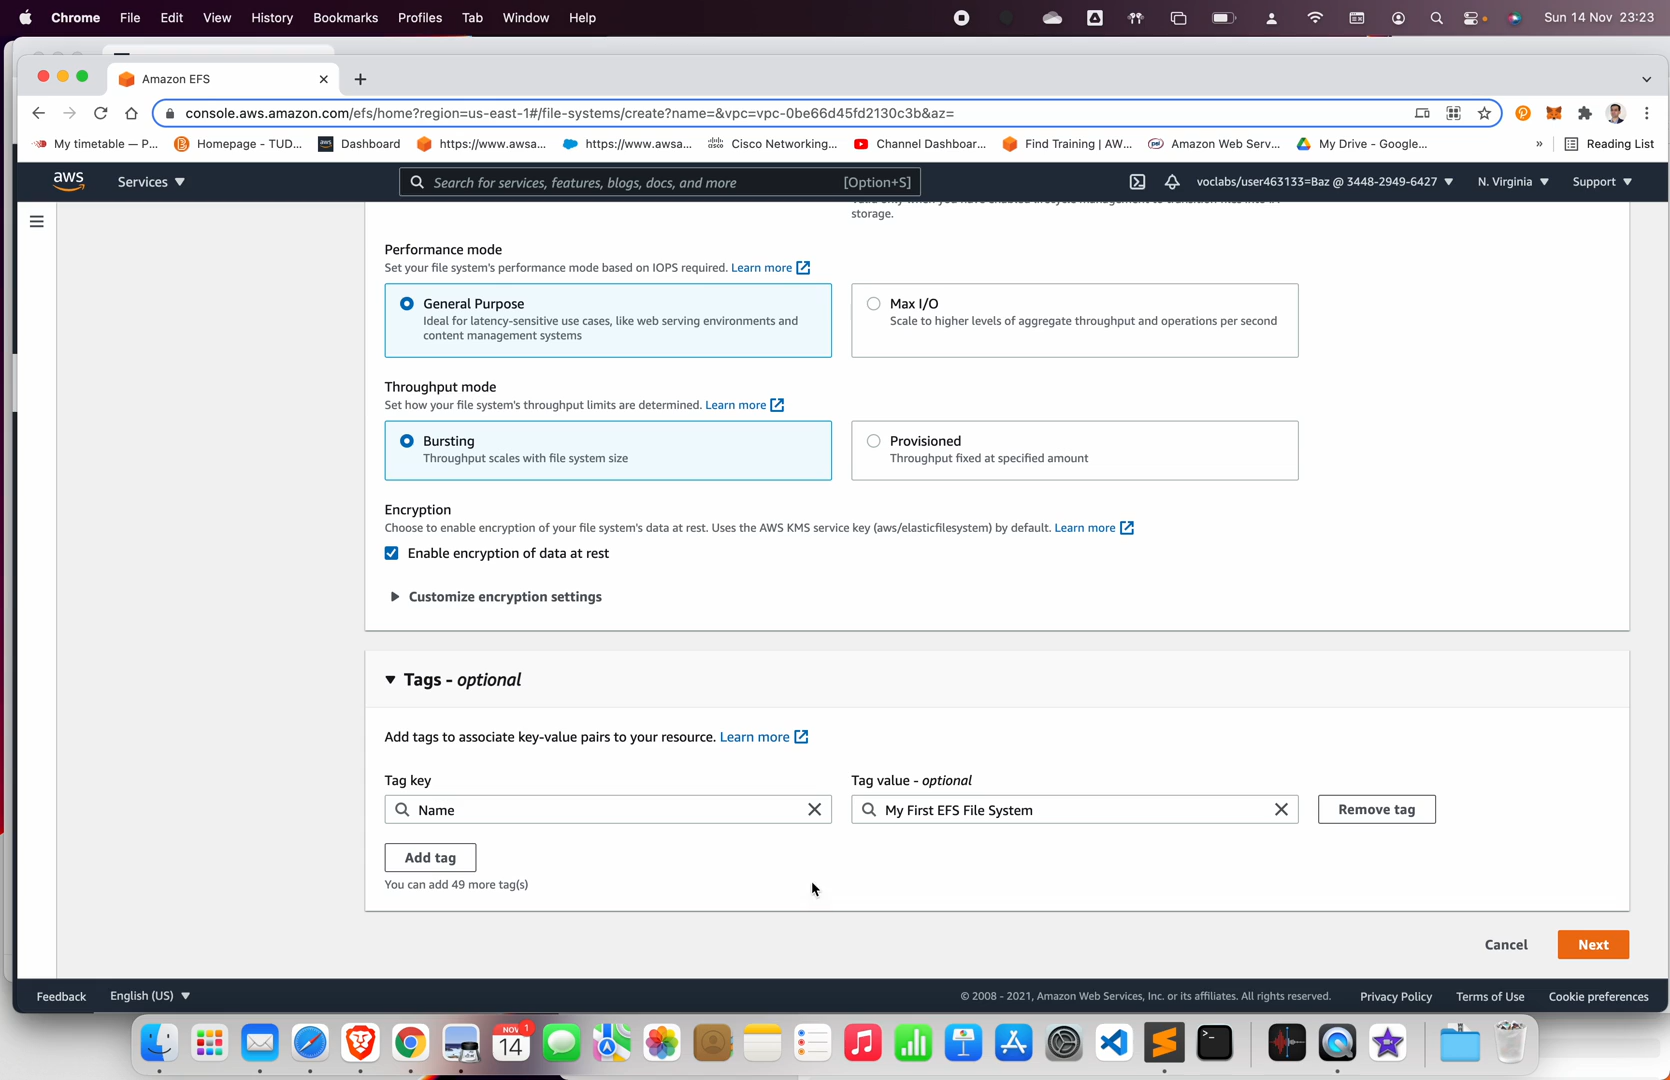 Chrome File Edit View History Bookmarks Profiles Tab Window Help Sun 14 Nov 23:23
Amazon EFS
console.aws.amazon.com/efs/home?region=us-east-1#/file-systems/create?name=&vpc=vpc-0be66d45fd2130c3b&az=
My timetable — P... Homepage - TUD... Dashboard https://www.awsa... https://www.awsa... Cisco Networking... Channel Dashboar... Find Training | AW... Amazon Web Serv... My Drive - Google... » Reading List
aws Services Search for services, features, blogs, docs, and more [Option+S] voclabs/user463133=Baz @ 3448-2949-6427 N. Virginia Support
storage.
Performance mode
Set your file system's performance mode based on IOPS required. Learn more
General Purpose Max I/O
Ideal for latency-sensitive use cases, like web serving environments and Scale to higher levels of aggregate throughput and operations per second
content management systems
Throughput mode
Set how your file system's throughput limits are determined. Learn more
Bursting Provisioned
Throughput scales with file system size Throughput fixed at specified amount
Encryption
Choose to enable encryption of your file system's data at rest. Uses the AWS KMS service key (aws/elasticfilesystem) by default. Learn more
Enable encryption of data at rest
Customize encryption settings
Tags - optional
Add tags to associate key-value pairs to your resource. Learn more
Tag key Tag value - optional
Name My First EFS File System Remove tag
Add tag
You can add 49 more tag(s)
Cancel Next
Feedback English (US) © 2008 - 2021, Amazon Web Services, Inc. or its affiliates. All rights reserved. Privacy Policy Terms of Use Cookie preferences
NOV 1
14